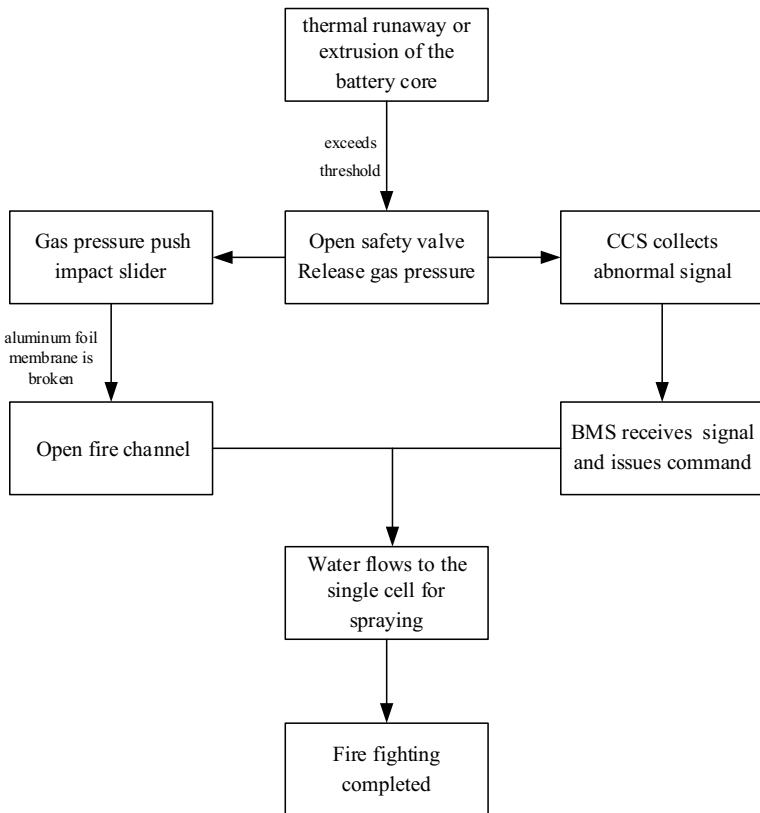 thermal runaway or
extrusion of the
battery core
exceeds
threshold
Gas pressure push
impact slider
Open safety valve
Release gas pressure
CCS collects
abnormal signal
aluminum foil
membrane is
broken
Open fire channel
BMS receives signal
and issues command
Water flows to the
single cell for
spraying
Fire fighting
completed